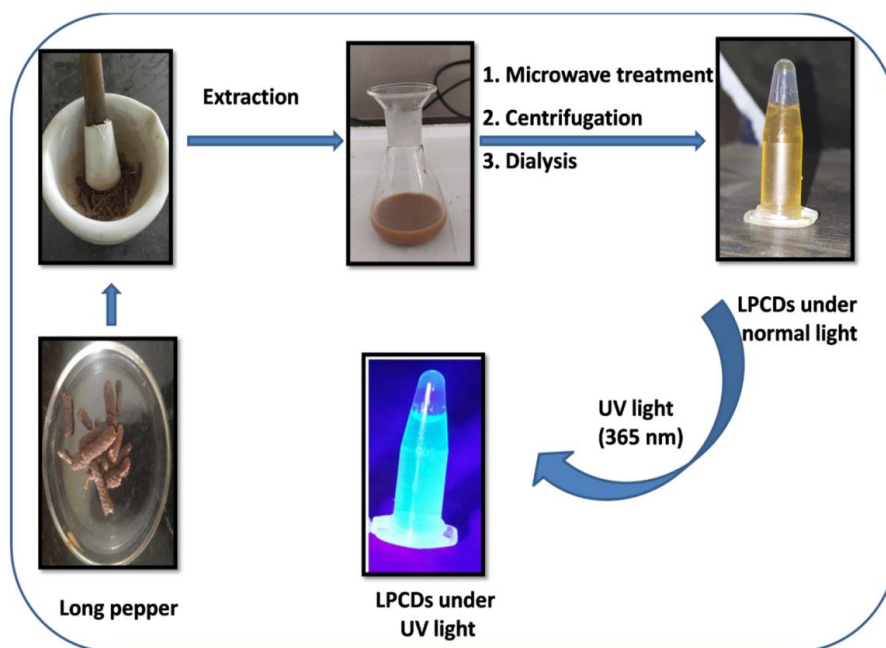 Extraction
1. Microwave treatment
2. Centrifugation
3. Dialysis
LPCDs under
normal light
UV light
(365 nm)
Long pepper
LPCDs under
UV light